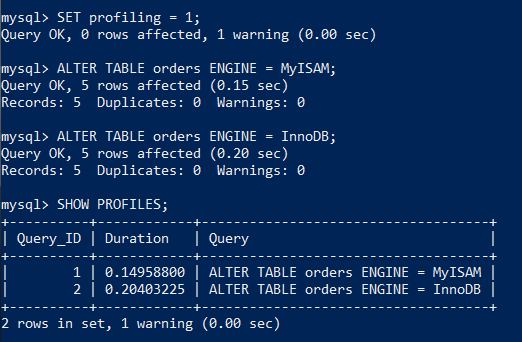 mysql> SET profiling = 1;
Query OK, 0 rows affected, 1 warning (0.00 sec)

mysql> ALTER TABLE orders ENGINE = MyISAM;
Query OK, 5 rows affected (0.15 sec)
Records: 5  Duplicates: 0  Warnings: 0

mysql> ALTER TABLE orders ENGINE = InnoDB;
Query OK, 5 rows affected (0.20 sec)
Records: 5  Duplicates: 0  Warnings: 0

mysql> SHOW PROFILES;
+----------+------------+------------------------------------+
| Query_ID | Duration   | Query                              |
+----------+------------+------------------------------------+
|        1 | 0.14958800 | ALTER TABLE orders ENGINE = MyISAM |
|        2 | 0.20403225 | ALTER TABLE orders ENGINE = InnoDB |
+----------+------------+------------------------------------+
2 rows in set, 1 warning (0.00 sec)